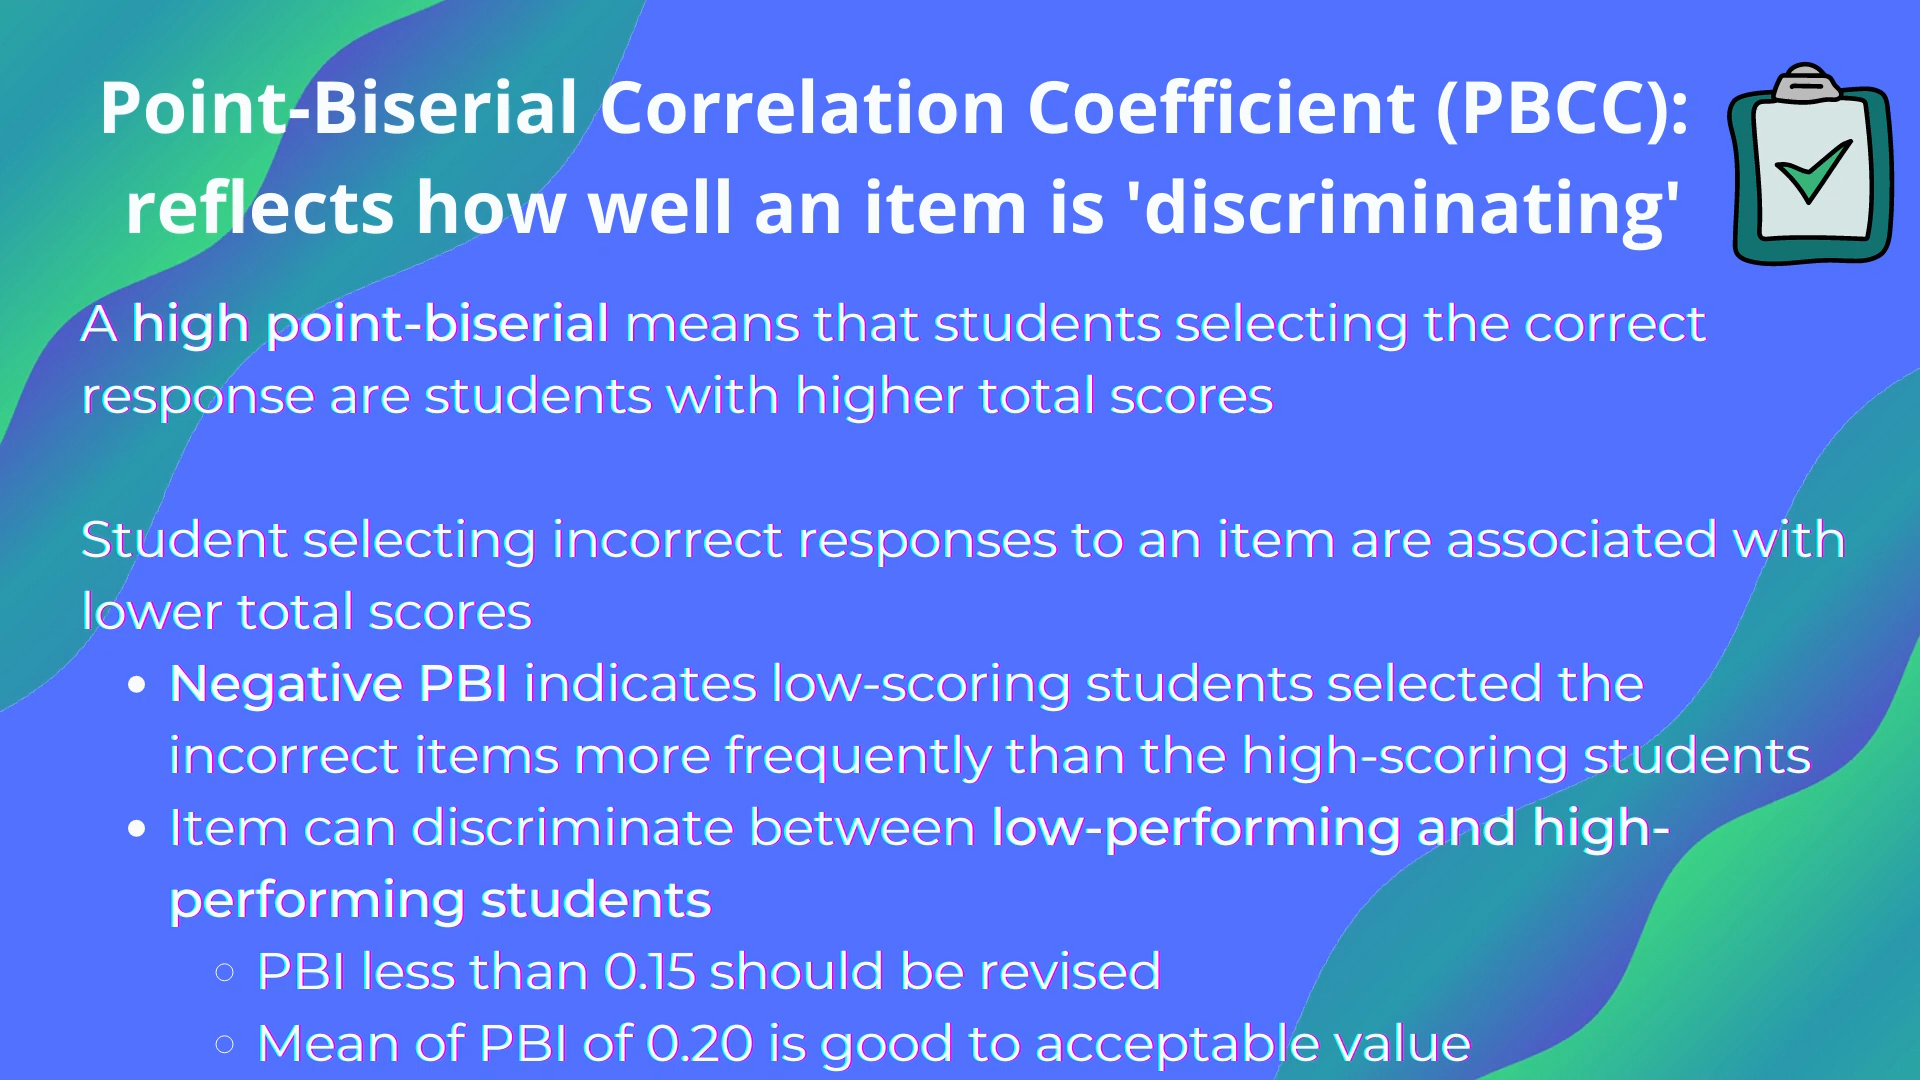 Point-Biserial Correlation Coefficient (PBCC):
reflects how well an item is 'discriminating'
A high point-biserial means that students selecting the correct
response are students with higher total scores
Student selecting incorrect responses to an item are associated with
lower total scores
• Negative PBI indicates low-scoring students selected the
incorrect items more frequently than the high-scoring students
• Item can discriminate between low-performing and high-
performing students
○ PBI less than 0.15 should be revised
○ Mean of PBI of 0.20 is good to acceptable value